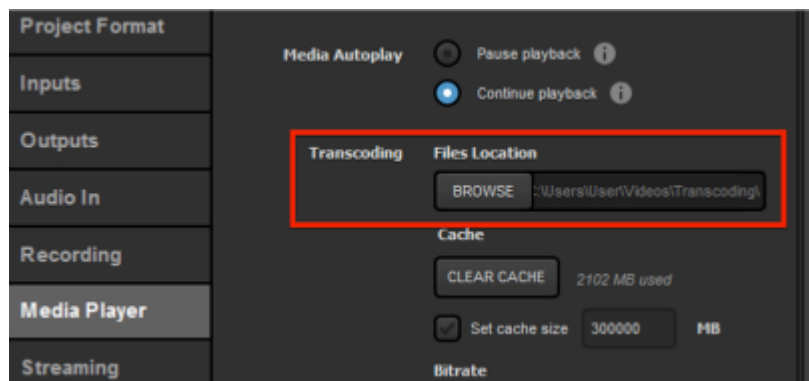 Project Format
Inputs
Outputs
Audio In
Recording
Media Player
Streaming
Media Autoplay
Pause playback
Continue playback
Transcoding
Files Location
BROWSE :\Users\User\Videos\Transcoding\
Cache
CLEAR CACHE 2102 MB used
Set cache size 300000 MB
Bitrate